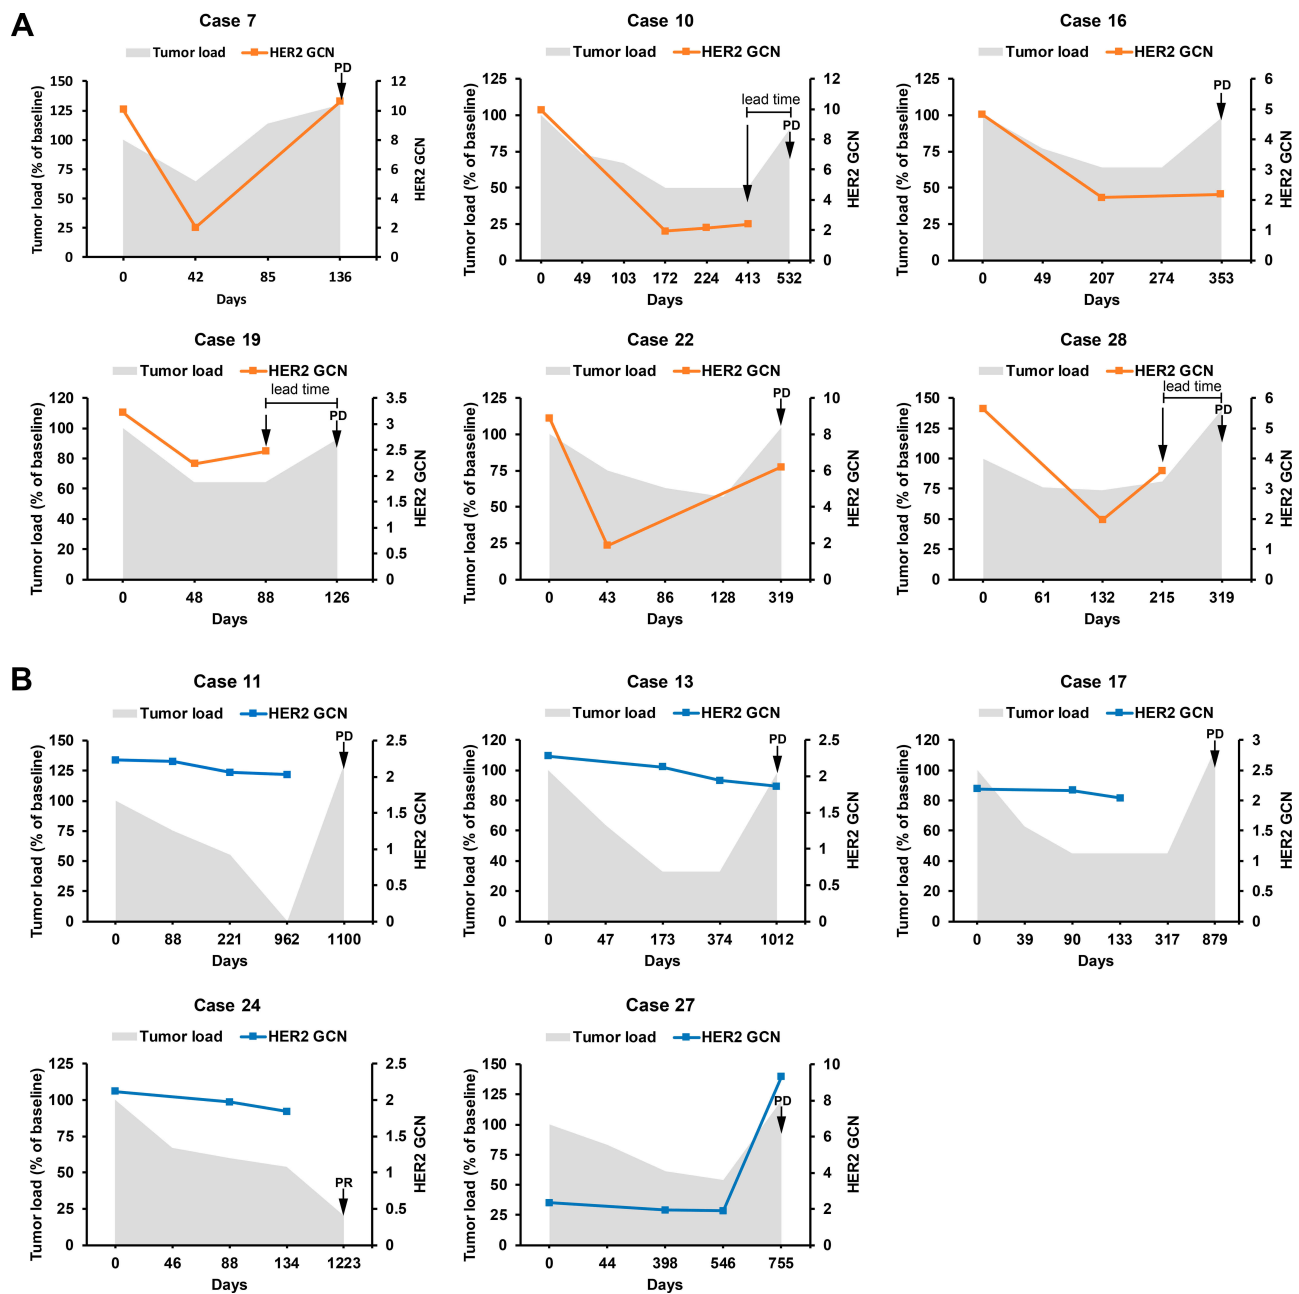 A
Case 7
Tumor load HER2 GCN
PD
Tumor load (% of baseline)
150
125
100
75
50
25
0
12
10
8
6
4
2
0
HER2 GCN
0 42 85 136
Days
Case 10
Tumor load HER2 GCN
lead time
PD
Tumor load (% of baseline)
125
100
75
50
25
0
12
10
8
6
4
2
0
HER2 GCN
0 49 103 172 224 413 532
Days
Case 16
Tumor load HER2 GCN
PD
Tumor load (% of baseline)
125
100
75
50
25
0
6
5
4
3
2
1
0
HER2 GCN
0 49 207 274 353
Days
Case 19
Tumor load HER2 GCN
lead time
PD
Tumor load (% of baseline)
120
100
80
60
40
20
0
3.5
3
2.5
2
1.5
1
0.5
0
HER2 GCN
0 48 88 126
Days
Case 22
Tumor load HER2 GCN
PD
Tumor load (% of baseline)
125
100
75
50
25
0
10
8
6
4
2
0
HER2 GCN
0 43 86 128 319
Days
Case 28
Tumor load HER2 GCN
lead time
PD
Tumor load (% of baseline)
150
125
100
75
50
25
0
6
5
4
3
2
1
0
HER2 GCN
0 61 132 215 319
Days
B
Case 11
Tumor load HER2 GCN
PD
Tumor load (% of baseline)
150
125
100
75
50
25
0
2.5
2
1.5
1
0.5
0
HER2 GCN
0 88 221 962 1100
Days
Case 13
Tumor load HER2 GCN
PD
Tumor load (% of baseline)
120
100
80
60
40
20
0
2.5
2
1.5
1
0.5
0
HER2 GCN
0 47 173 374 1012
Days
Case 17
Tumor load HER2 GCN
PD
Tumor load (% of baseline)
120
100
80
60
40
20
0
3
2.5
2
1.5
1
0.5
0
HER2 GCN
0 39 90 133 317 879
Days
Case 24
Tumor load HER2 GCN
PR
Tumor load (% of baseline)
125
100
75
50
25
0
2.5
2
1.5
1
0.5
0
HER2 GCN
0 46 88 134 1223
Days
Case 27
Tumor load HER2 GCN
PD
Tumor load (% of baseline)
150
125
100
75
50
25
0
10
8
6
4
2
0
HER2 GCN
0 44 398 546 755
Days